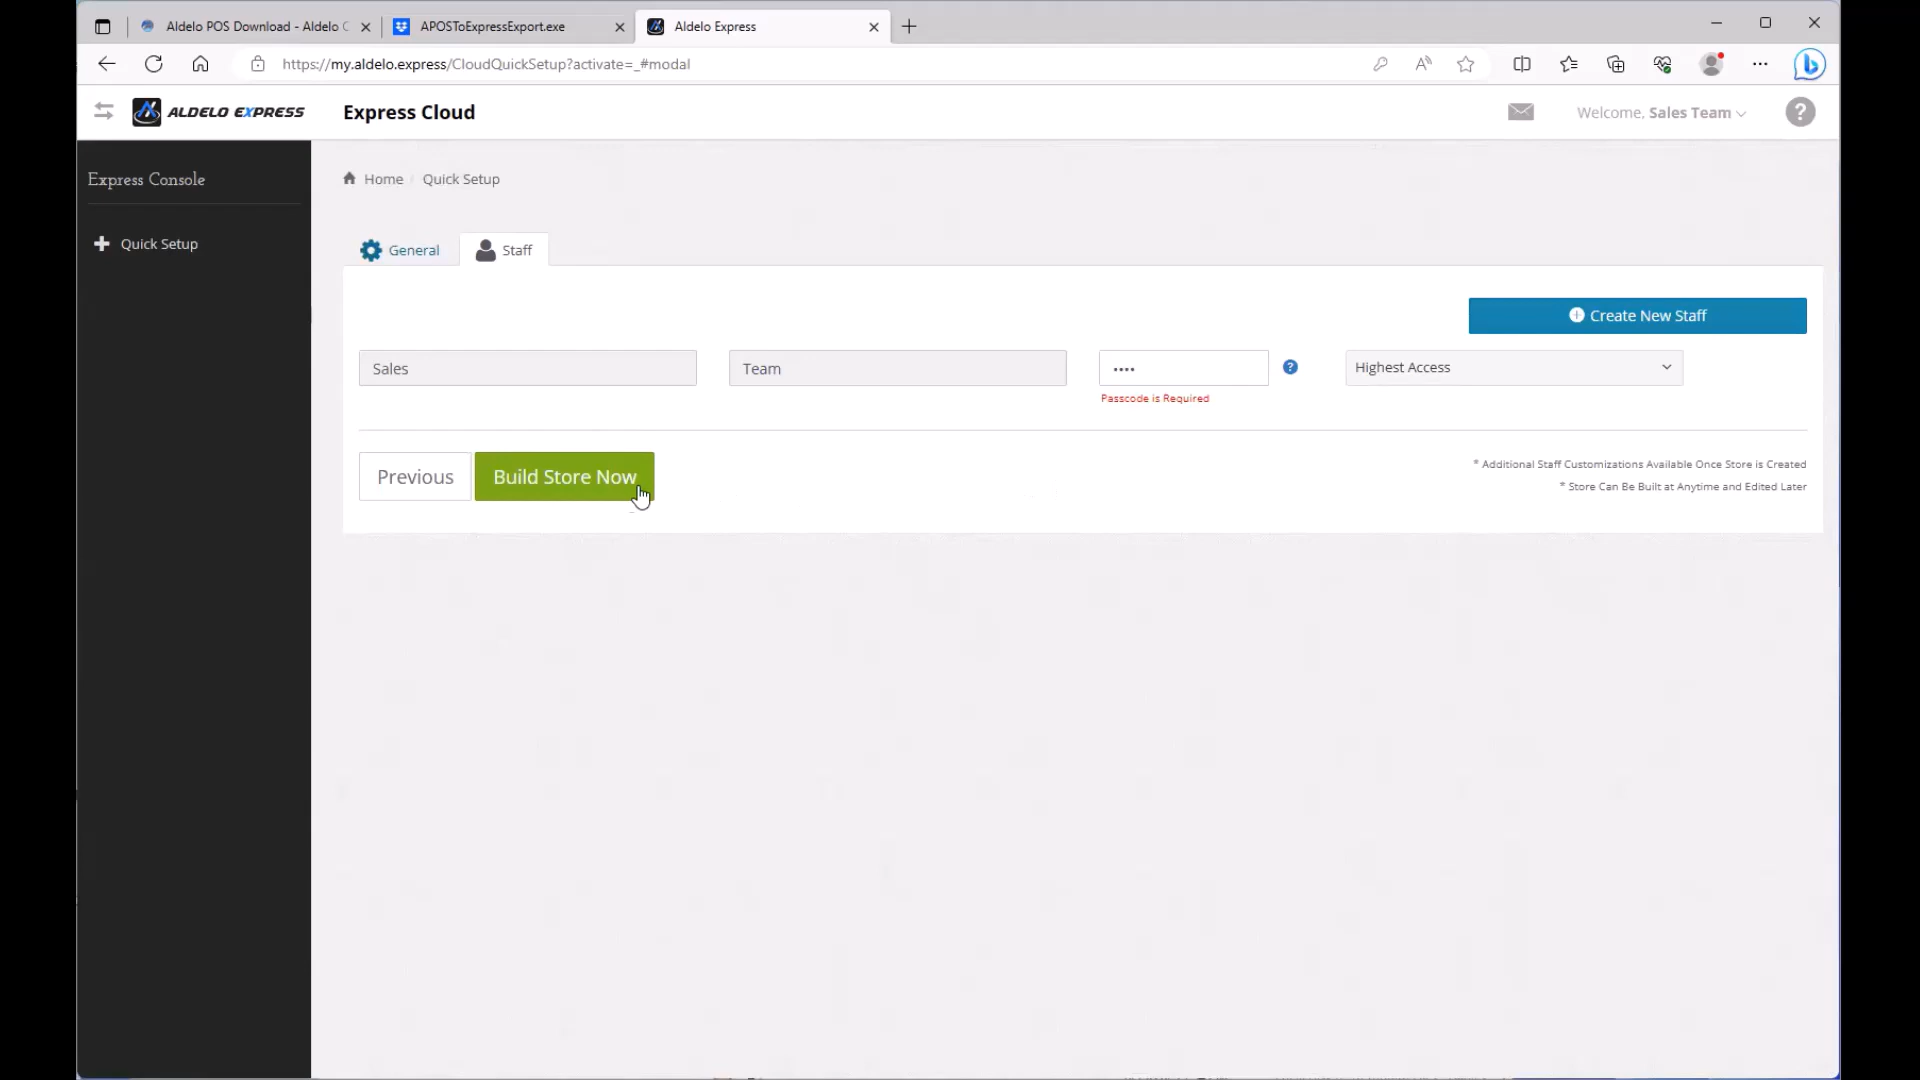 Aldelo POS Download - Aldelo
APOSToExpressExport.exe
Aldelo Express
https://my.aldelo.express/CloudQuickSetup?activate=_#modal
ALDELO EXPRESS
Express Cloud
Welcome, Sales Team
?
Express Console
Home / Quick Setup
Quick Setup
General
Staff
Create New Staff
Sales
Team
••••
?
Highest Access
Passcode is Required
Previous
Build Store Now
* Additional Staff Customizations Available Once Store is Created
* Store Can Be Built at Anytime and Edited Later